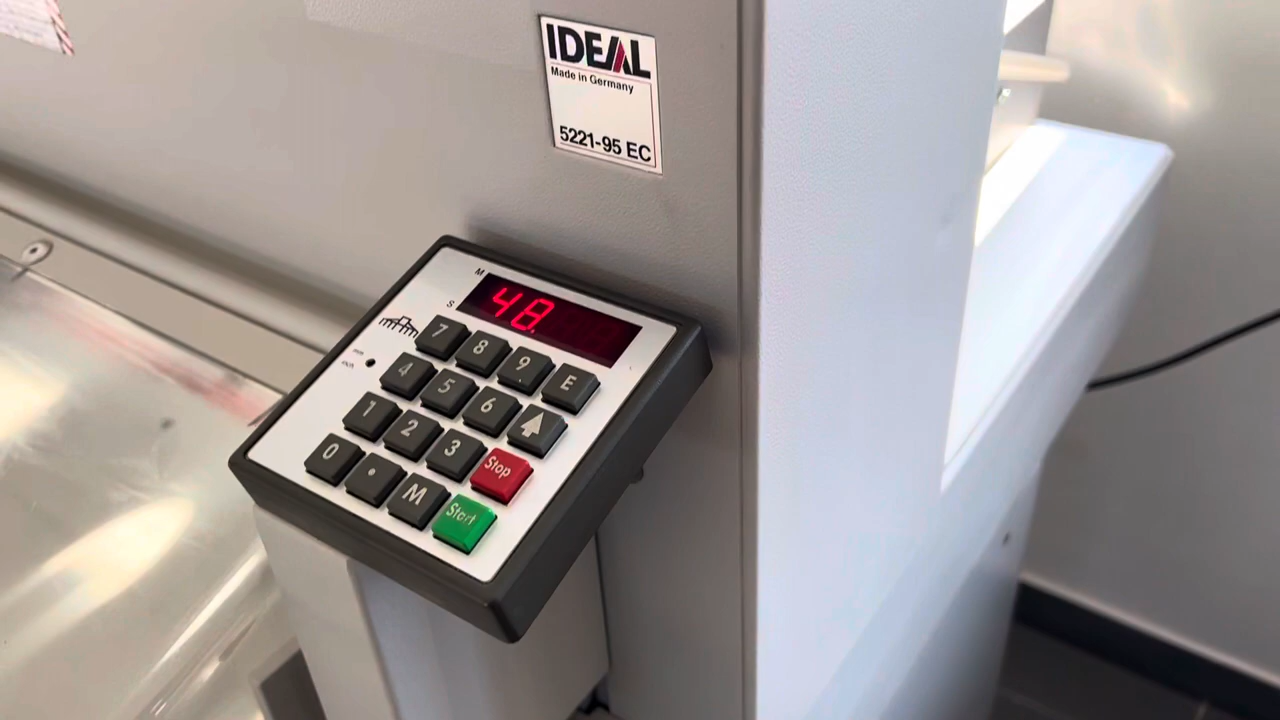 IDEAL
Made in Germany
5221-95 EC
M
48.
S
7 8 9 E
4 5 6
1 2 3 Stop
0 . M Start